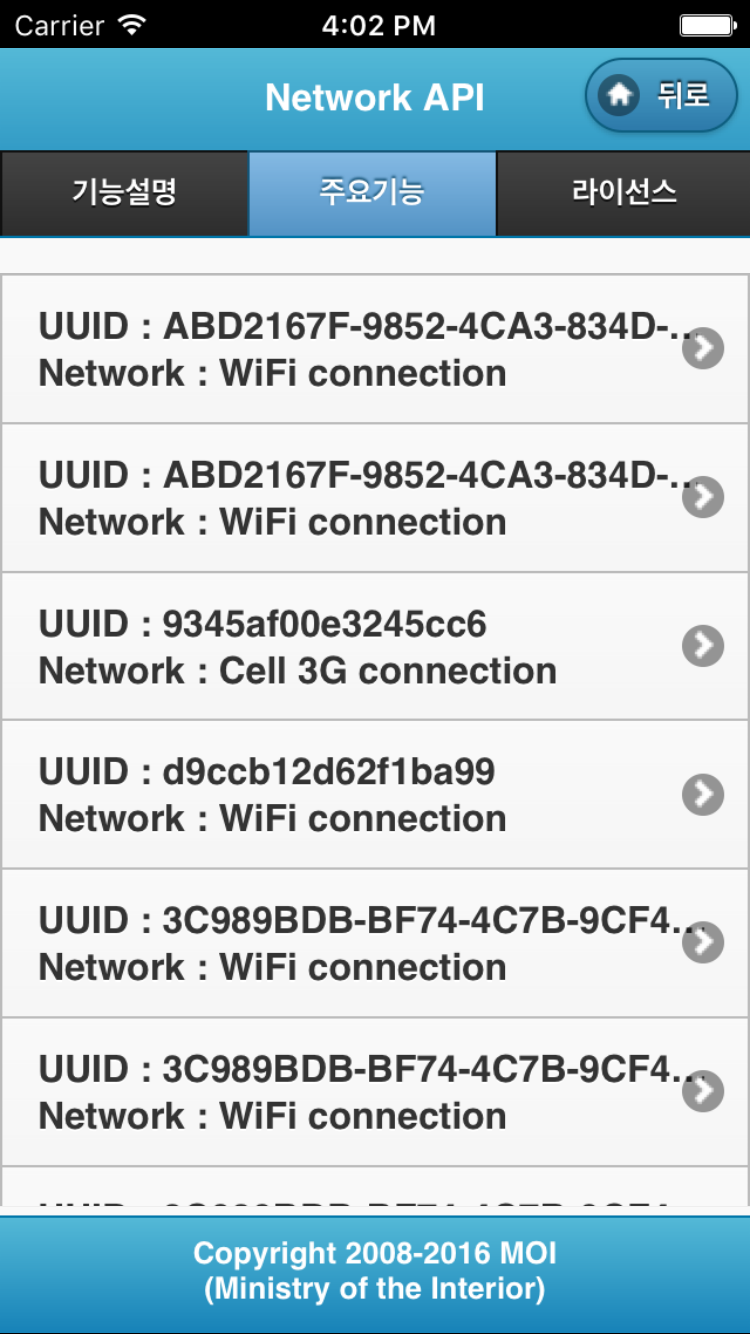 Carrier 4:02 PM
Network API 뒤로
기능설명 주요기능 라이선스
UUID : ABD2167F-9852-4CA3-834D-...
Network : WiFi connection
UUID : ABD2167F-9852-4CA3-834D-...
Network : WiFi connection
UUID : 9345af00e3245cc6
Network : Cell 3G connection
UUID : d9ccb12d62f1ba99
Network : WiFi connection
UUID : 3C989BDB-BF74-4C7B-9CF4...
Network : WiFi connection
UUID : 3C989BDB-BF74-4C7B-9CF4...
Network : WiFi connection
Copyright 2008-2016 MOI
(Ministry of the Interior)